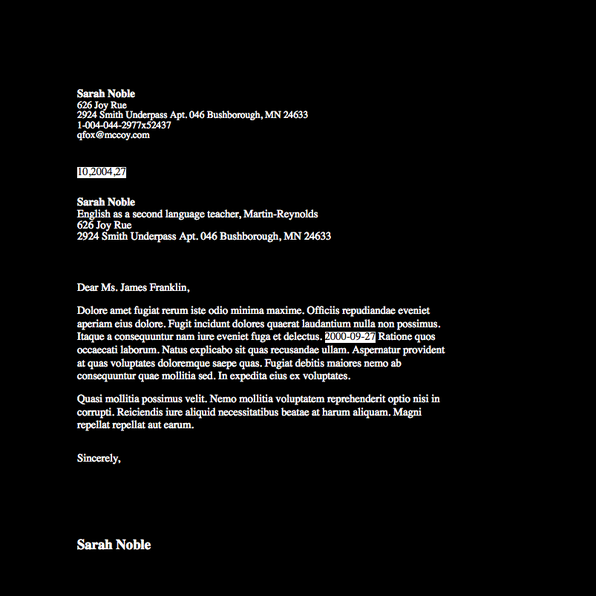 Sarah Noble
626 Joy Rue
2924 Smith Underpass Apt. 046 Bushborough, MN 24633
1-004-044-2977x52437
qfox@mccoy.com
10,2004,27
Sarah Noble
English as a second language teacher, Martin-Reynolds
626 Joy Rue
2924 Smith Underpass Apt. 046 Bushborough, MN 24633
Dear Ms. James Franklin,
Dolore amet fugiat rerum iste odio minima maxime. Officiis repudiandae eveniet
aperiam eius dolore. Fugit incidunt dolores quaerat laudantium nulla non possimus.
Itaque a consequuntur nam iure eveniet fuga et delectus. 2000-09-27 Ratione quos
occaecati laborum. Natus explicabo sit quas recusandae ullam. Aspernatur provident
at quas voluptates doloremque saepe quas. Fugiat debitis maiores nemo ab
consequuntur quae mollitia sed. In expedita eius ex voluptates.
Quasi mollitia possimus velit. Nemo mollitia voluptatem reprehenderit optio nisi in
corrupti. Reiciendis iure aliquid necessitatibus beatae at harum aliquam. Magni
repellat repellat aut earum.
Sincerely,
Sarah Noble